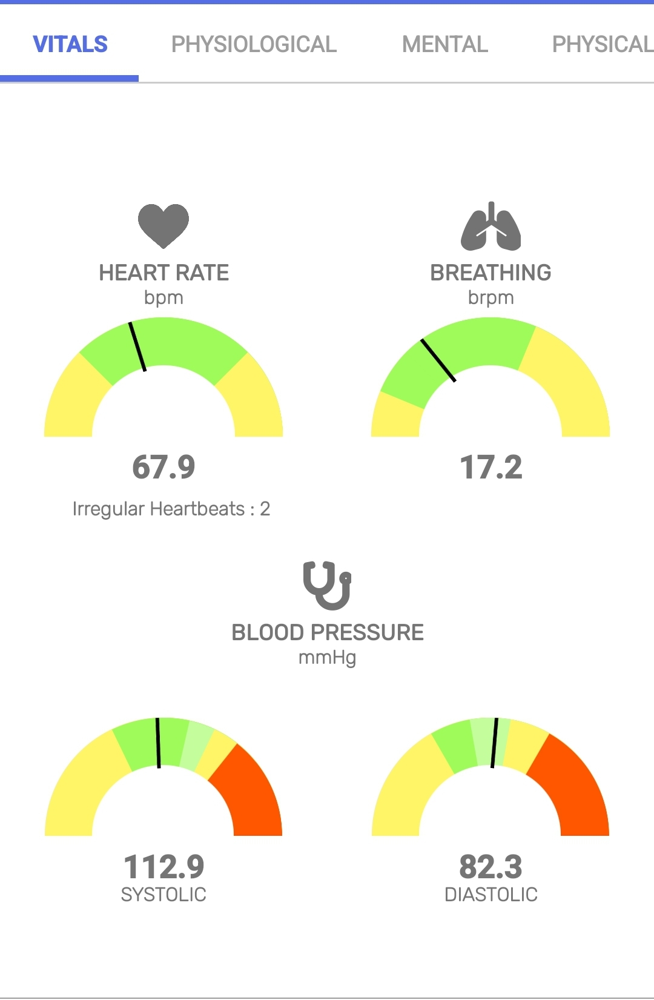 VITALS PHYSIOLOGICAL MENTAL PHYSICAL
HEART RATE
bpm
67.9
Irregular Heartbeats : 2
BREATHING
brpm
17.2
BLOOD PRESSURE
mmHg
112.9
SYSTOLIC
82.3
DIASTOLIC